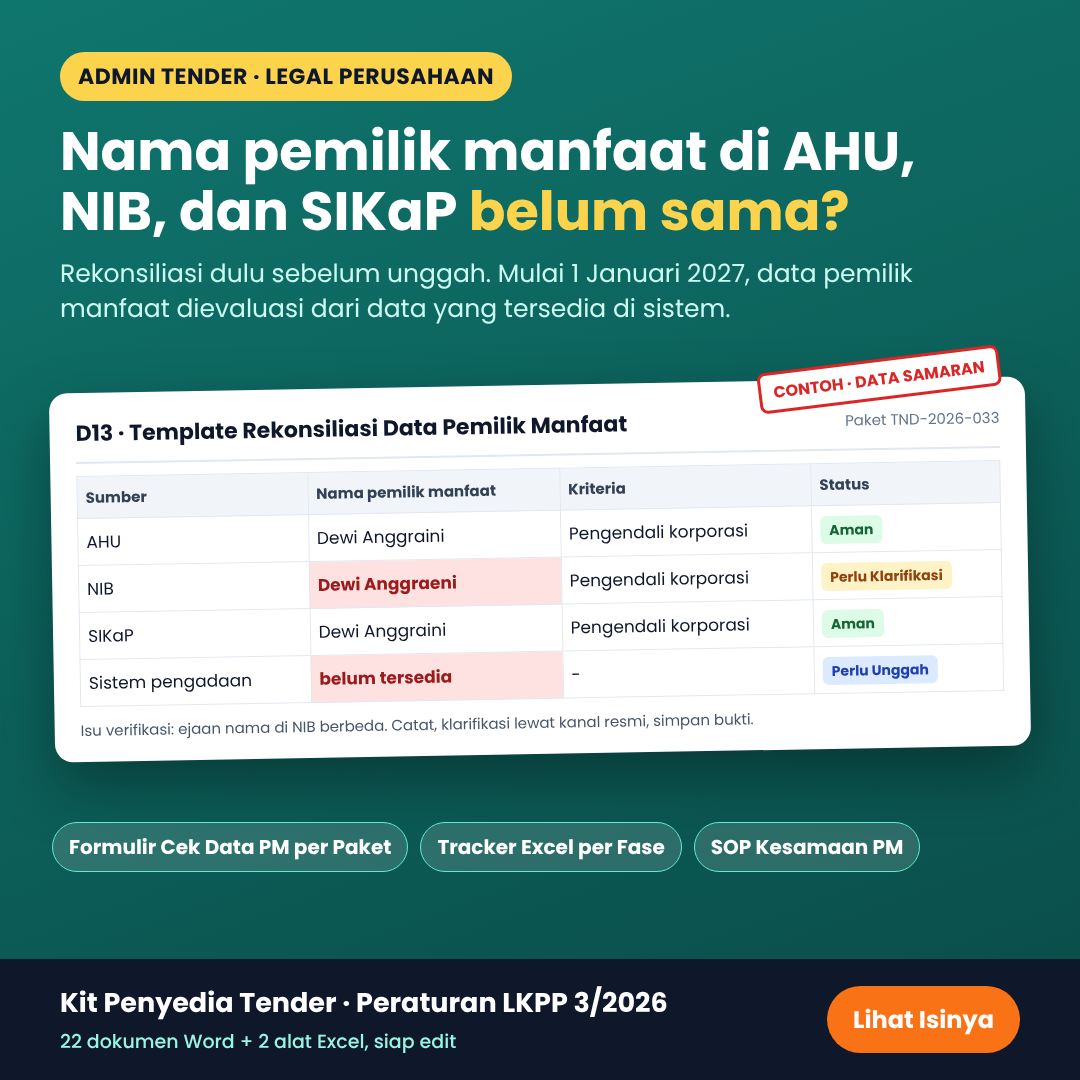 ADMIN TENDER · LEGAL PERUSAHAAN
Nama pemilik manfaat di AHU,
NIB, dan SIKaP belum sama?
Rekonsiliasi dulu sebelum unggah. Mulai 1 Januari 2027, data pemilik
manfaat dievaluasi dari data yang tersedia di sistem.
CONTOH · DATA SAMARAN
D13 · Template Rekonsiliasi Data Pemilik Manfaat
Paket TND-2026-033
Sumber Nama pemilik manfaat Kriteria Status
AHU Dewi Anggraini Pengendali korporasi Aman
NIB Dewi Anggraeni Pengendali korporasi Perlu Klarifikasi
SIKaP Dewi Anggraini Pengendali korporasi Aman
Sistem pengadaan belum tersedia - Perlu Unggah
Isu verifikasi: ejaan nama di NIB berbeda. Catat, klarifikasi lewat kanal resmi, simpan bukti.
Formulir Cek Data PM per Paket Tracker Excel per Fase SOP Kesamaan PM
Kit Penyedia Tender · Peraturan LKPP 3/2026
22 dokumen Word + 2 alat Excel, siap edit
Lihat Isinya